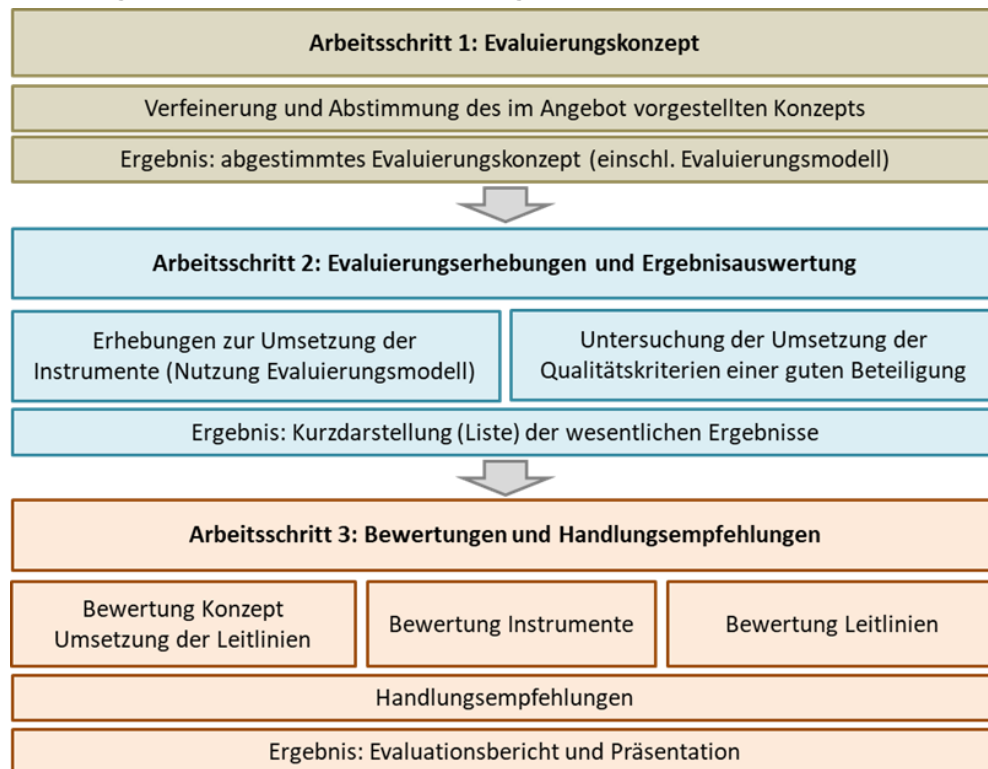 Arbeitsschritt 1: Evaluierungskonzept
Verfeinerung und Abstimmung des im Angebot vorgestellten Konzepts
Ergebnis: abgestimmtes Evaluierungskonzept (einschl. Evaluierungsmodell)
Arbeitsschritt 2: Evaluierungserhebungen und Ergebnisauswertung
Erhebungen zur Umsetzung der
Instrumente (Nutzung Evaluierungsmodell)
Untersuchung der Umsetzung der
Qualitätskriterien einer guten Beteiligung
Ergebnis: Kurzdarstellung (Liste) der wesentlichen Ergebnisse
Arbeitsschritt 3: Bewertungen und Handlungsempfehlungen
Bewertung Konzept
Umsetzung der Leitlinien
Bewertung Instrumente
Bewertung Leitlinien
Handlungsempfehlungen
Ergebnis: Evaluationsbericht und Präsentation